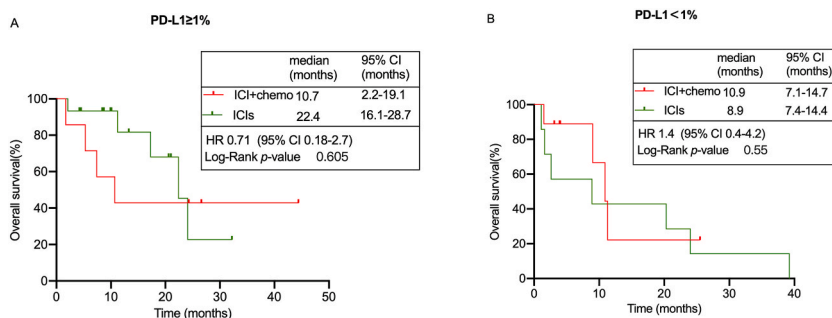 A
PD-L1≥1%
median (months)
95% CI (months)
ICI+chemo 10.7 2.2-19.1
ICIs 22.4 16.1-28.7
HR 0.71 (95% CI 0.18-2.7)
Log-Rank p-value 0.605
Overall survival(%)
100
80
60
40
20
0
0 10 20 30 40 50
Time (months)
B
PD-L1<1%
median (months)
95% CI (months)
ICI+chemo 10.9 7.1-14.7
ICIs 8.9 7.4-14.4
HR 1.4 (95% CI 0.4-4.2)
Log-Rank p-value 0.55
Overall survival(%)
100
80
60
40
20
0
0 10 20 30 40
Time (months)